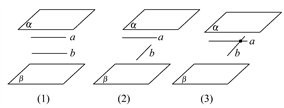 α α α
a a a
b b b
β β β
(1) (2) (3)